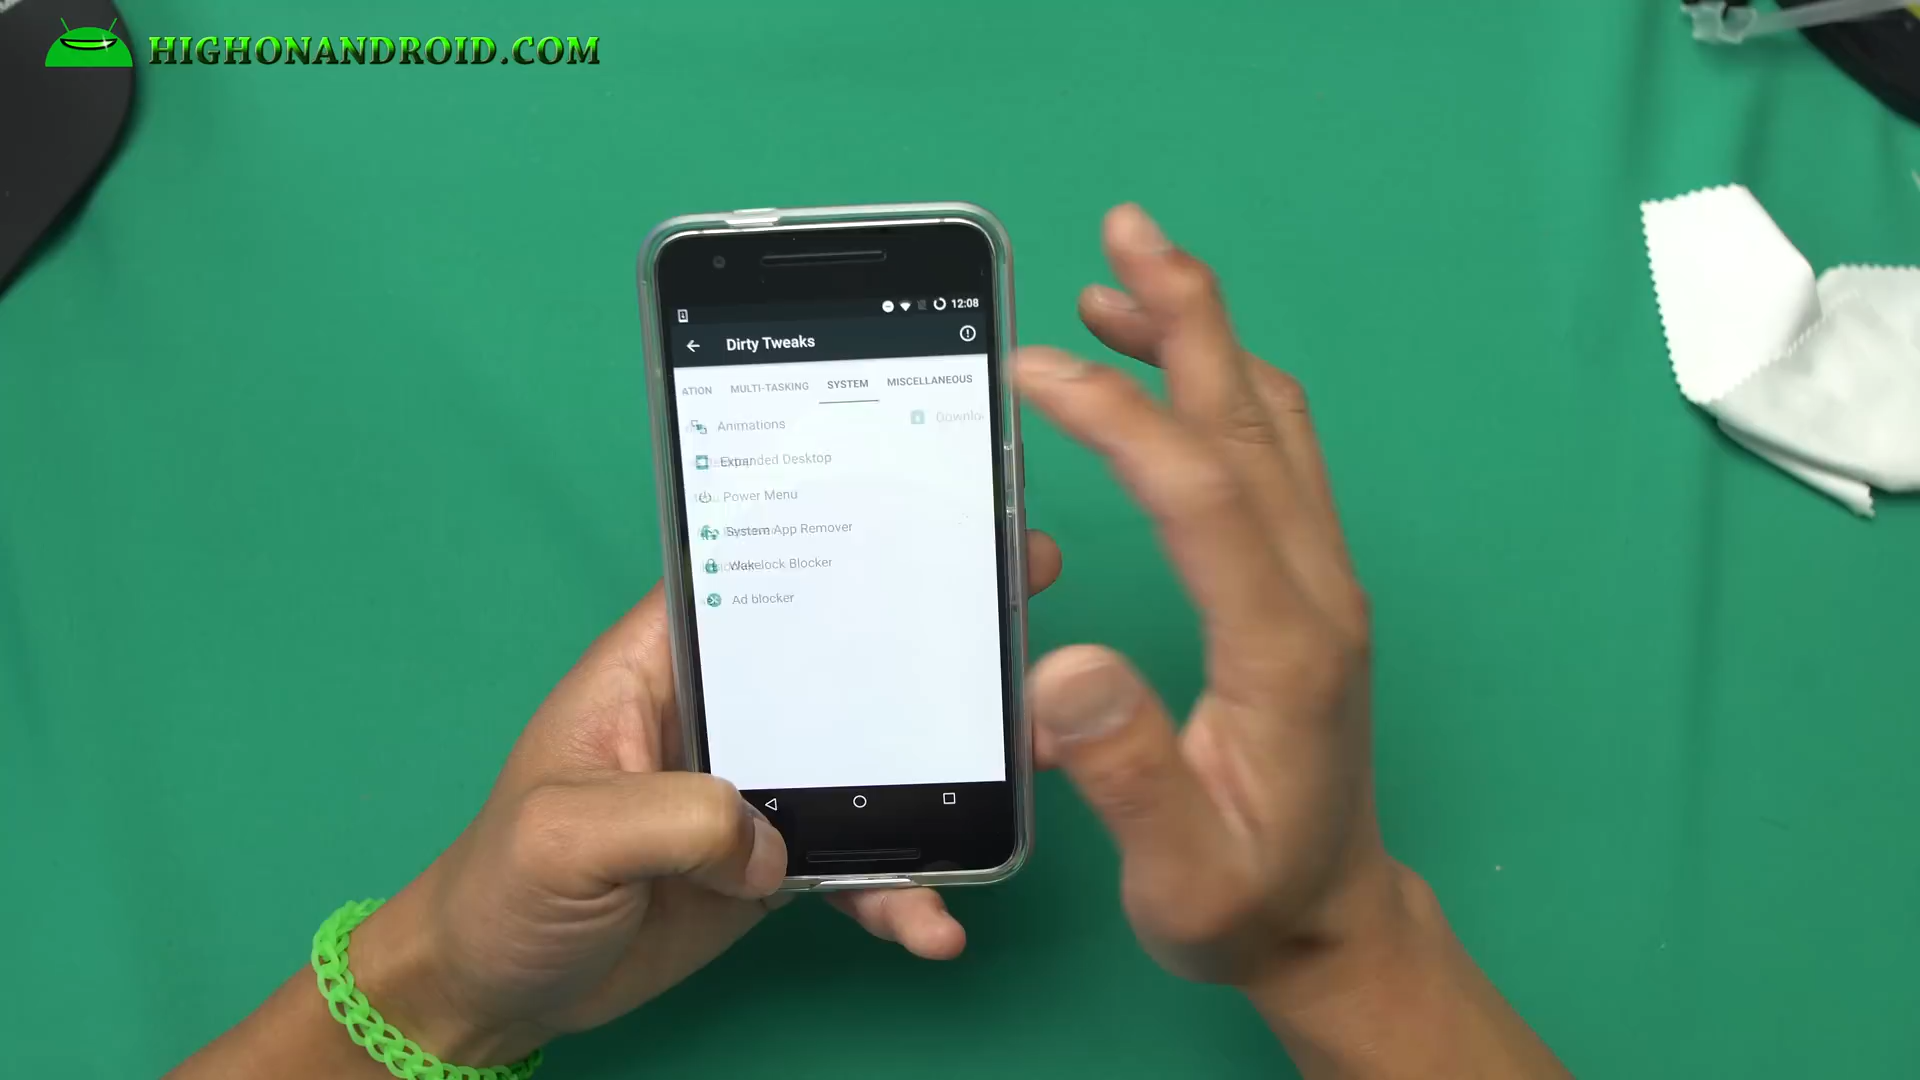 HIGHONANDROID.COM
12:08
Dirty Tweaks
ATION MULTI-TASKING SYSTEM MISCELLANEOUS
Animations
Downlo
Expanded Desktop
Power Menu
System App Remover
Wakelock Blocker
Ad blocker